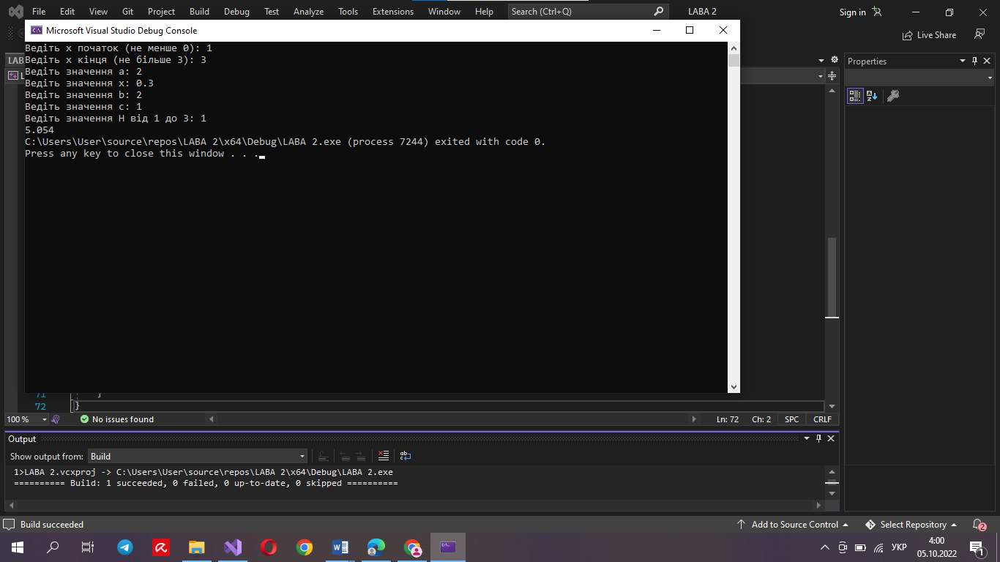 File Edit View Git Project Build Debug Test Analyze Tools Extensions Window Help Search (Ctrl+Q) LABA 2 Sign in
Microsoft Visual Studio Debug Console
Live Share
Ведіть x початок (не менше 0): 1
Ведіть x кінця (не більше 3): 3
Ведіть значення a: 2
Ведіть значення x: 0.3
Ведіть значення b: 2
Ведіть значення c: 1
Ведіть значення H від 1 до 3: 1
5.054
C:\Users\User\source\repos\LABA 2\x64\Debug\LABA 2.exe (process 7244) exited with code 0.
Press any key to close this window . . .
LAB
Properties
71 }
72 }
100 % No issues found Ln: 72 Ch: 2 SPC CRLF
Output
Show output from: Build
1>LABA 2.vcxproj -> C:\Users\User\source\repos\LABA 2\x64\Debug\LABA 2.exe
========== Build: 1 succeeded, 0 failed, 0 up-to-date, 0 skipped ==========
Build succeeded Add to Source Control Select Repository 2
УКР 4:00
05.10.2022 1